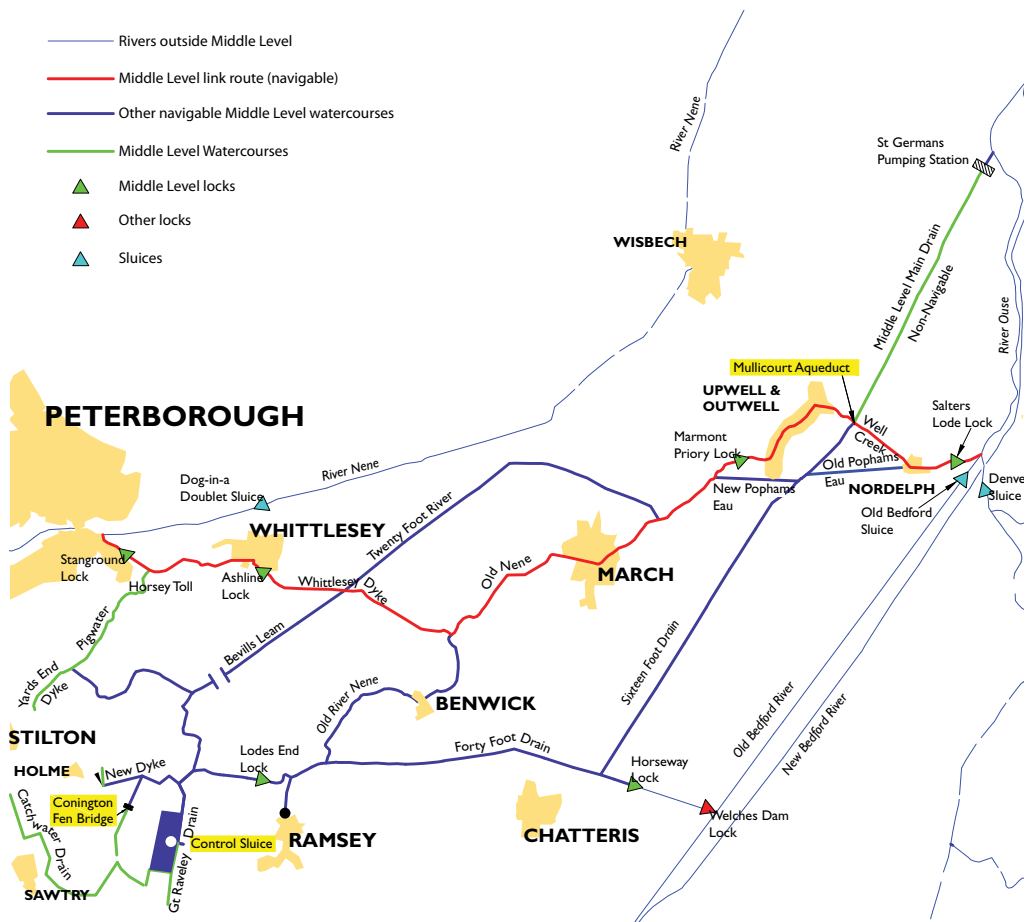 Rivers outside Middle Level
Middle Level link route (navigable)
Other navigable Middle Level watercourses
Middle Level Watercourses
Middle Level locks
Other locks
Sluices
River Nene
St Germans
Pumping Station
WISBECH
Middle Level Main Drain
Non-Navigable
River Ouse
Mullicourt Aqueduct
UPWELL &
OUTWELL
PETERBOROUGH
Well
Creek
Salters
Lode Lock
Marmont
Priory Lock
Old Pophams
Eau
New Pophams
Eau
NORDELPH
Old Bedford
Sluice
Denve
Sluice
River Nene
Dog-in-a
Doublet Sluice
WHITTLESEY
Twenty Foot River
Stanground
Lock
Horsey Toll
Ashline
Lock
Whittlesey Dyke
Old Nene
MARCH
Pigwater
Bevills Leam
Yards End
Dyke
Sixteen Foot Drain
Old River Nene
BENWICK
Old Bedford River
New Bedford River
STILTON
HOLME
New Dyke
Lodes End
Lock
Forty Foot Drain
Horseway
Lock
Conington
Fen Bridge
Catchwater Drain
Gt Raveley Drain
Control Sluice
RAMSEY
CHATTERIS
Welches Dam
Lock
SAWTRY